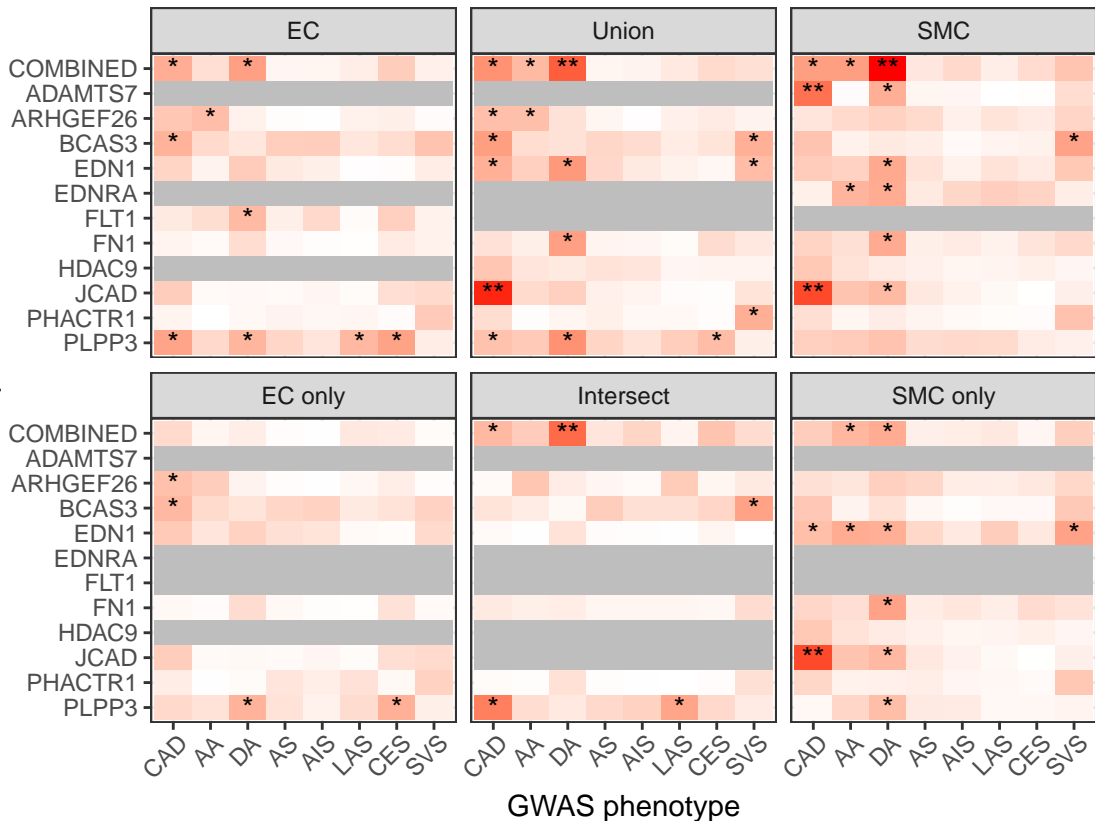 EC Union SMC
COMBINED * * * * ** * * **
ADAMTS7 ** *
ARHGEF26 * * *
BCAS3 * * * *
EDN1 * * * *
EDNRA * *
FLT1 *
FN1 * *
HDAC9
JCAD ** ** *
PHACTR1 *
PLPP3 * * * * * * *
EC only Intersect SMC only
COMBINED * ** * *
ADAMTS7
ARHGEF26 *
BCAS3 * *
EDN1 * * * *
EDNRA
FLT1
FN1 *
HDAC9
JCAD ** *
PHACTR1
PLPP3 * * * * *
CAD AA DA AS AIS LAS CES SVS CAD AA DA AS AIS LAS CES SVS CAD AA DA AS AIS LAS CES SVS
GWAS phenotype